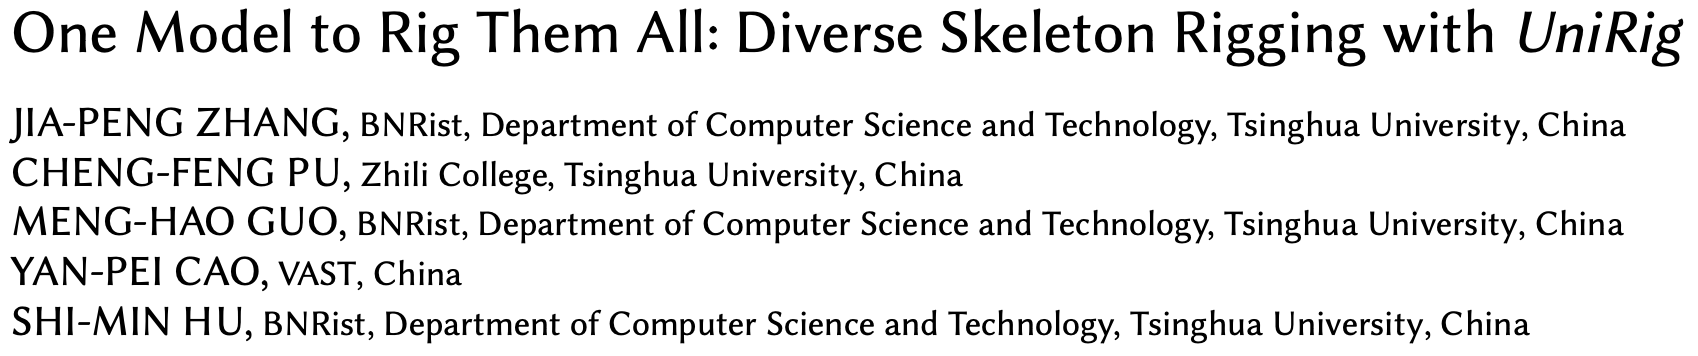 One Model to Rig Them All: Diverse Skeleton Rigging with UniRig
JIA-PENG ZHANG, BNRist, Department of Computer Science and Technology, Tsinghua University, China
CHENG-FENG PU, Zhili College, Tsinghua University, China
MENG-HAO GUO, BNRist, Department of Computer Science and Technology, Tsinghua University, China
YAN-PEI CAO, VAST, China
SHI-MIN HU, BNRist, Department of Computer Science and Technology, Tsinghua University, China